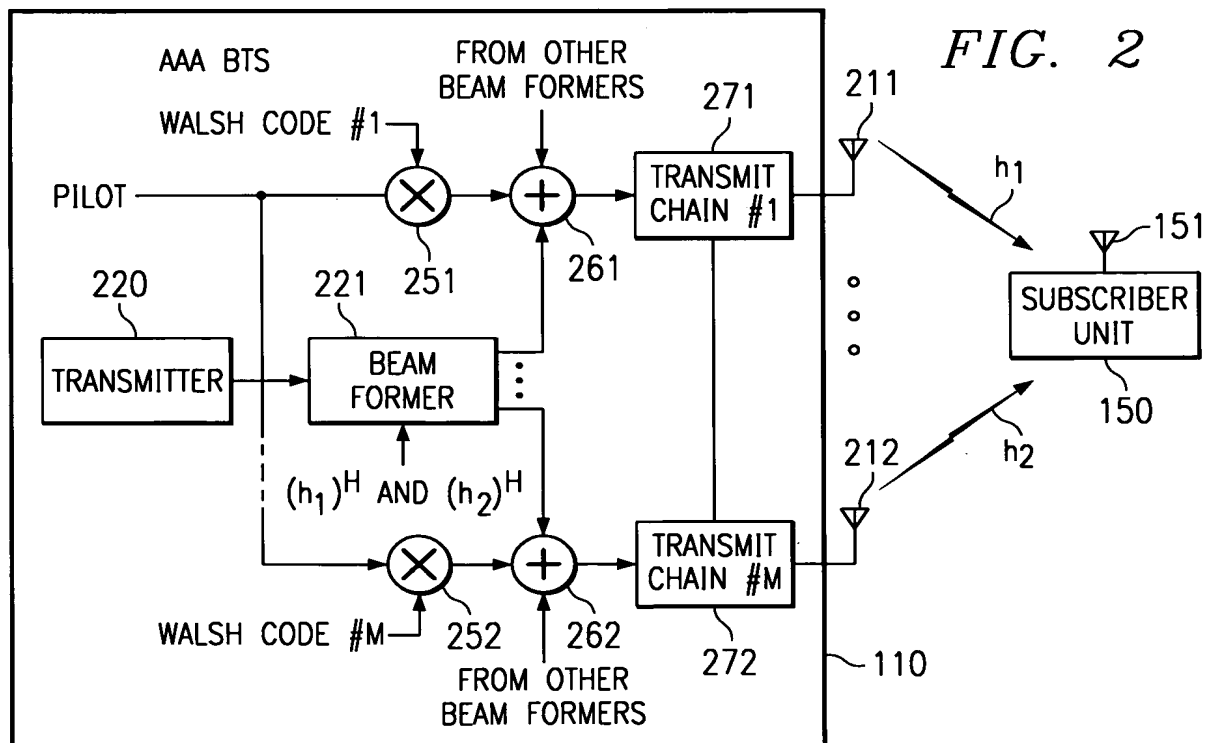 FIG. 2
AAA BTS
FROM OTHER
BEAM FORMERS
WALSH CODE #1
271
211
PILOT
TRANSMIT
CHAIN #1
h1
251
261
151
220
221
SUBSCRIBER
UNIT
TRANSMITTER
BEAM
FORMER
150
(h1)H AND (h2)H
212
h2
TRANSMIT
CHAIN #M
WALSH CODE #M
252
262
272
110
FROM OTHER
BEAM FORMERS